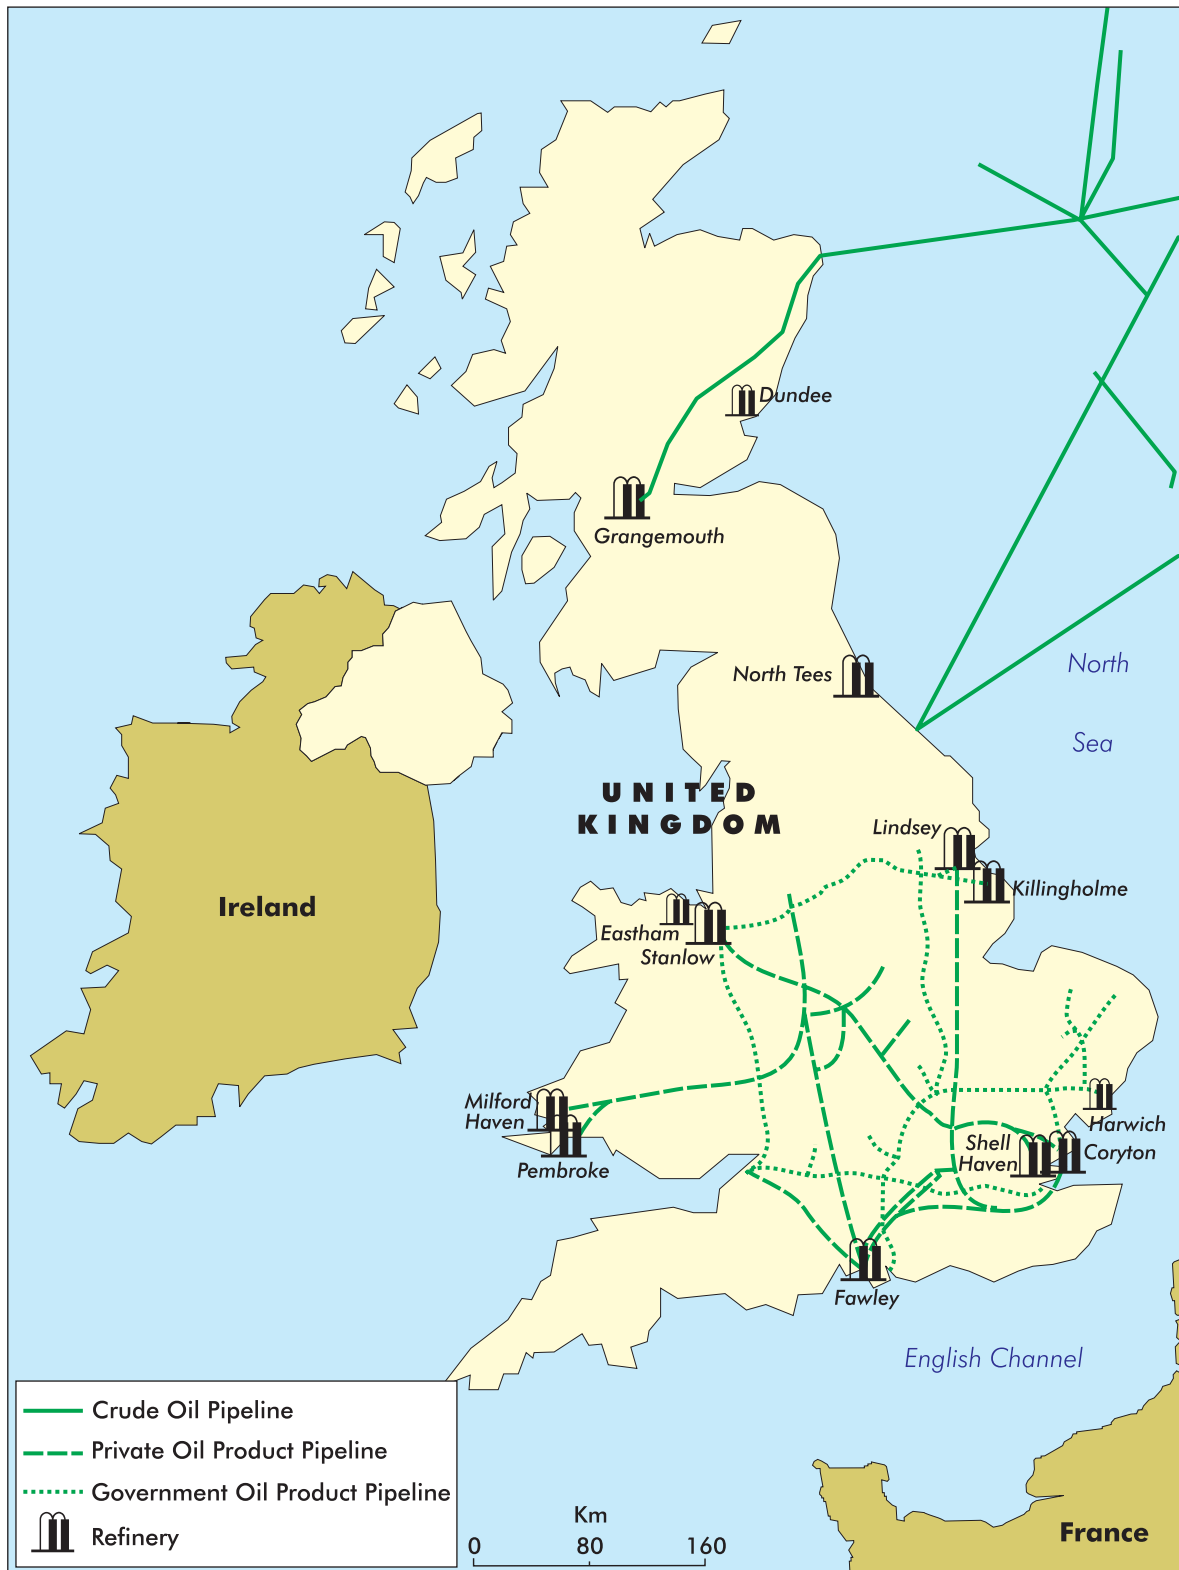 Dundee
Grangemouth
North Tees
North
Sea
UNITED
KINGDOM
Lindsey
Killingholme
Ireland
Eastham
Stanlow
Milford
Haven
Pembroke
Harwich
Shell
Haven
Coryton
Fawley
English Channel
Crude Oil Pipeline
Private Oil Product Pipeline
Government Oil Product Pipeline
Refinery
Km
0 80 160
France